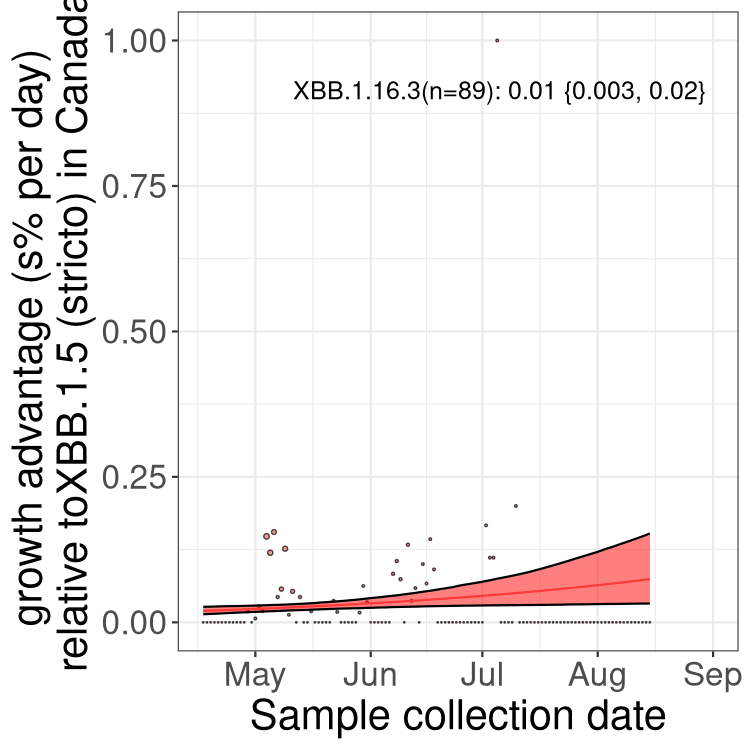 growth advantage (s% per day)
relative toXBB.1.5 (stricto) in Canada
1.00
0.75
0.50
0.25
0.00
XBB.1.16.3(n=89): 0.01 {0.003, 0.02}
May Jun Jul Aug Sep
Sample collection date